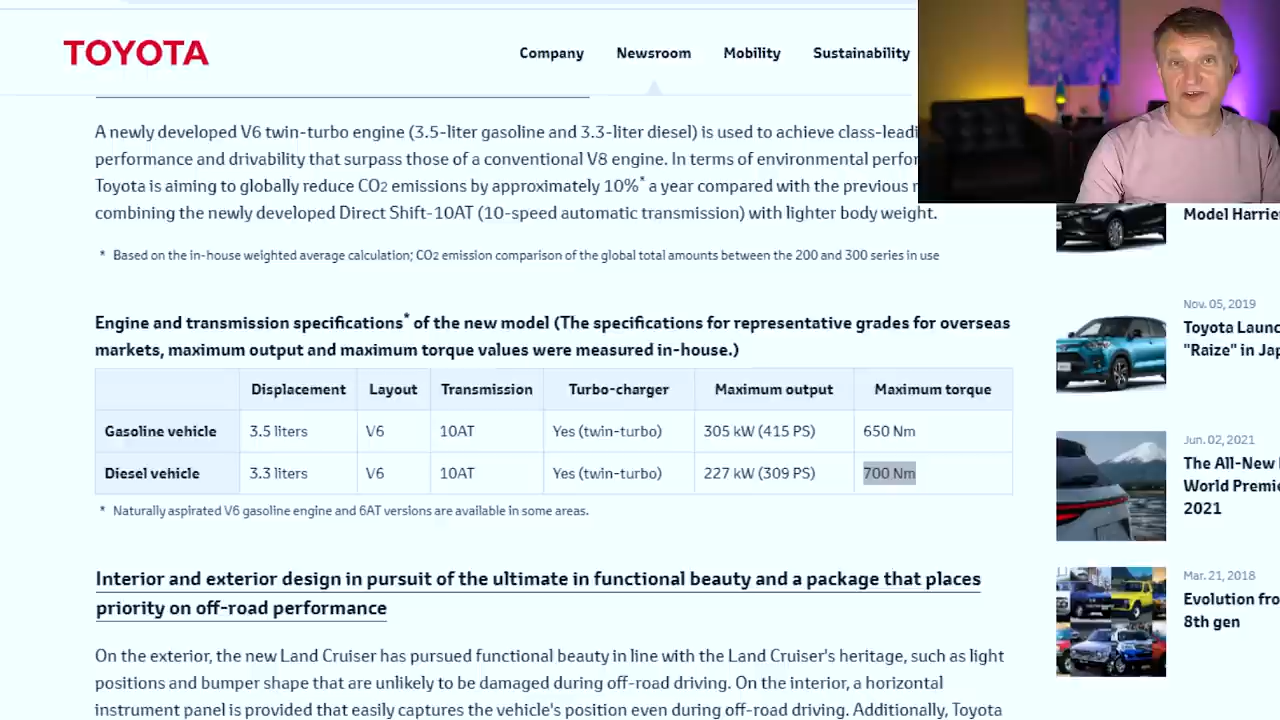 TOYOTA
Company Newsroom Mobility Sustainability
A newly developed V6 twin-turbo engine (3.5-liter gasoline and 3.3-liter diesel) is used to achieve
performance and drivability that surpass those of a conventional V8 engine. In terms of environmental
Toyota is aiming to globally reduce CO2 emissions by approximately 10%* a year compared with the previous
combining the newly developed Direct Shift-10AT (10-speed automatic transmission) with lighter body weight.
* Based on the in-house weighted average calculation; CO2 emission comparison of the global total amounts between the 200 and 300 series in use
Engine and transmission specifications* of the new model (The specifications for representative grades for overseas
markets, maximum output and maximum torque values were measured in-house.)
Displacement Layout Transmission Turbo-charger Maximum output Maximum torque
Gasoline vehicle 3.5 liters V6 10AT Yes (twin-turbo) 305 kW (415 PS) 650 Nm
Diesel vehicle 3.3 liters V6 10AT Yes (twin-turbo) 227 kW (309 PS) 700 Nm
* Naturally aspirated V6 gasoline engine and 6AT versions are available in some areas.
Interior and exterior design in pursuit of the ultimate in functional beauty and a package that places
priority on off-road performance
On the exterior, the new Land Cruiser has pursued functional beauty in line with the Land Cruiser's heritage, such as light
positions and bumper shape that are unlikely to be damaged during off-road driving. On the interior, a horizontal
instrument panel is provided that easily captures the vehicle's position even during off-road driving. Additionally, Toyota
Model Harrie
Nov. 05, 2019
Toyota Launc
"Raize" in Jap
Jun. 02, 2021
The All-New
World Premie
2021
Mar. 21, 2018
Evolution fro
8th gen